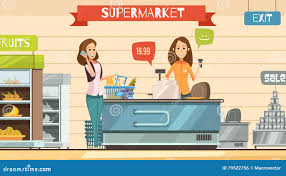 SUPERMARKET
EXIT
FRUITS
19.99
SALE
dreamstime.com
ID 79522756 © Macrovector